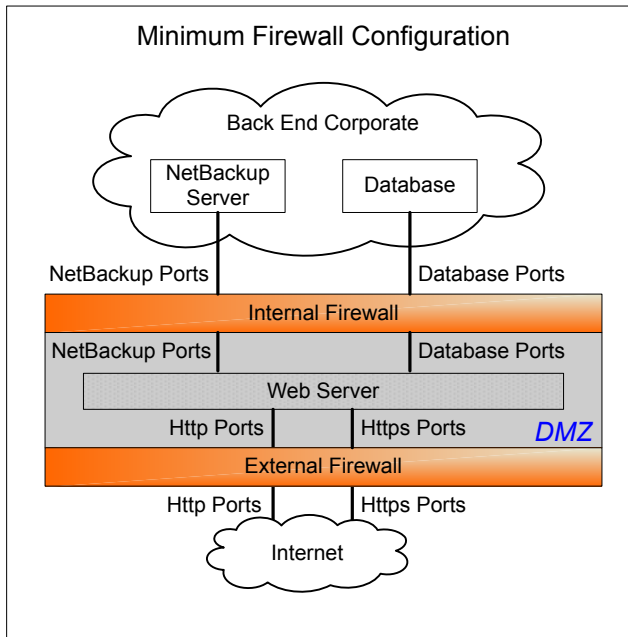 Minimum Firewall Configuration
Back End Corporate
NetBackup
Server
Database
NetBackup Ports
Database Ports
Internal Firewall
NetBackup Ports
Database Ports
Web Server
Http Ports
Https Ports
DMZ
External Firewall
Http Ports
Https Ports
Internet